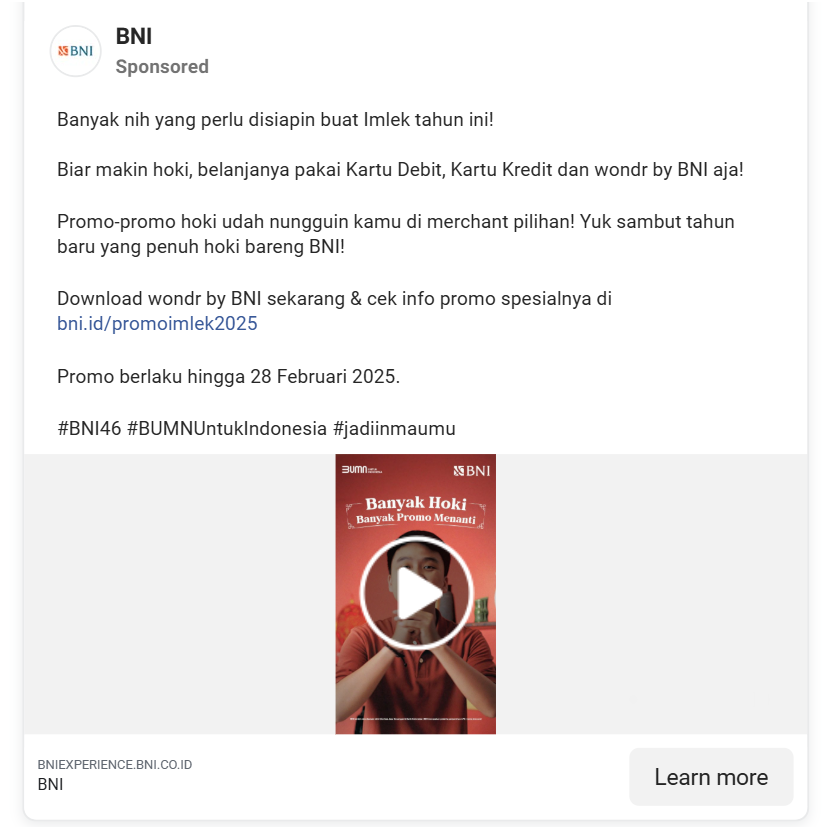 BNI
BNI
Sponsored
Banyak nih yang perlu disiapin buat Imlek tahun ini!
Biar makin hoki, belanjanya pakai Kartu Debit, Kartu Kredit dan wondr by BNI aja!
Promo-promo hoki udah nungguin kamu di merchant pilihan! Yuk sambut tahun
baru yang penuh hoki bareng BNI!
Download wondr by BNI sekarang & cek info promo spesialnya di
bni.id/promoimlek2025
Promo berlaku hingga 28 Februari 2025.
#BNI46 #BUMNUntukIndonesia #jadiinmaumu
BUMN
BNI
Banyak Hoki
Banyak Promo Menanti
BNIEXPERIENCE.BNI.CO.ID
BNI
Learn more